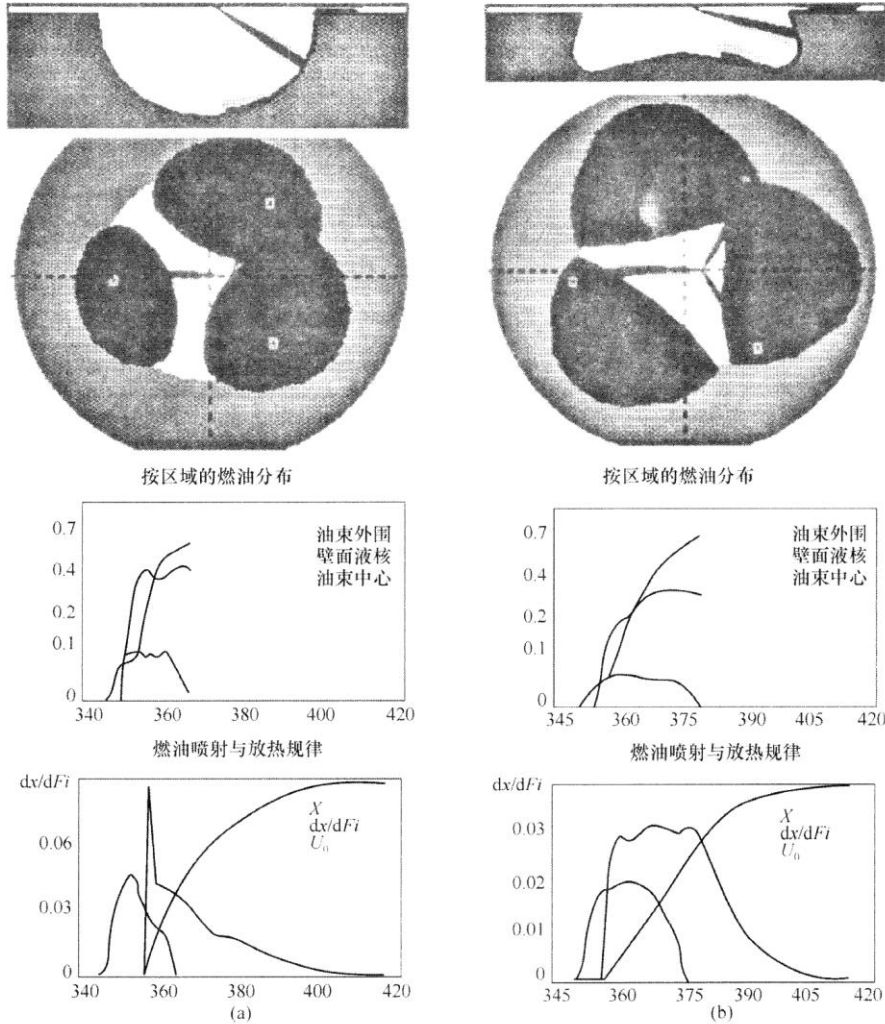 按区域的燃油分布
0.7
0.4
0.2
0.1
0
油束外围
壁面液核
油束中心
340
360
380
400
420
0.7
0.4
0.2
0.1
0
油束外围
壁面液核
油束中心
345
360
375
390
405
420
燃油喷射与放热规律
dx/dFi
0.06
0.03
0
X
dx/dFi
U₀
340
360
380
400
420
(a)
按区域的燃油分布
燃油喷射与放热规律
dx/dFi
0.03
0.02
0.01
0
X
dx/dFi
U₀
345
360
375
390
415
420
(b)